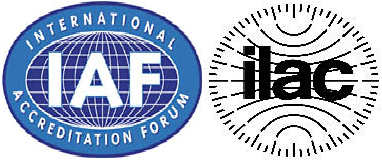 INTERNATIONAL
IAF
ACCREDITATION FORUM
ilac